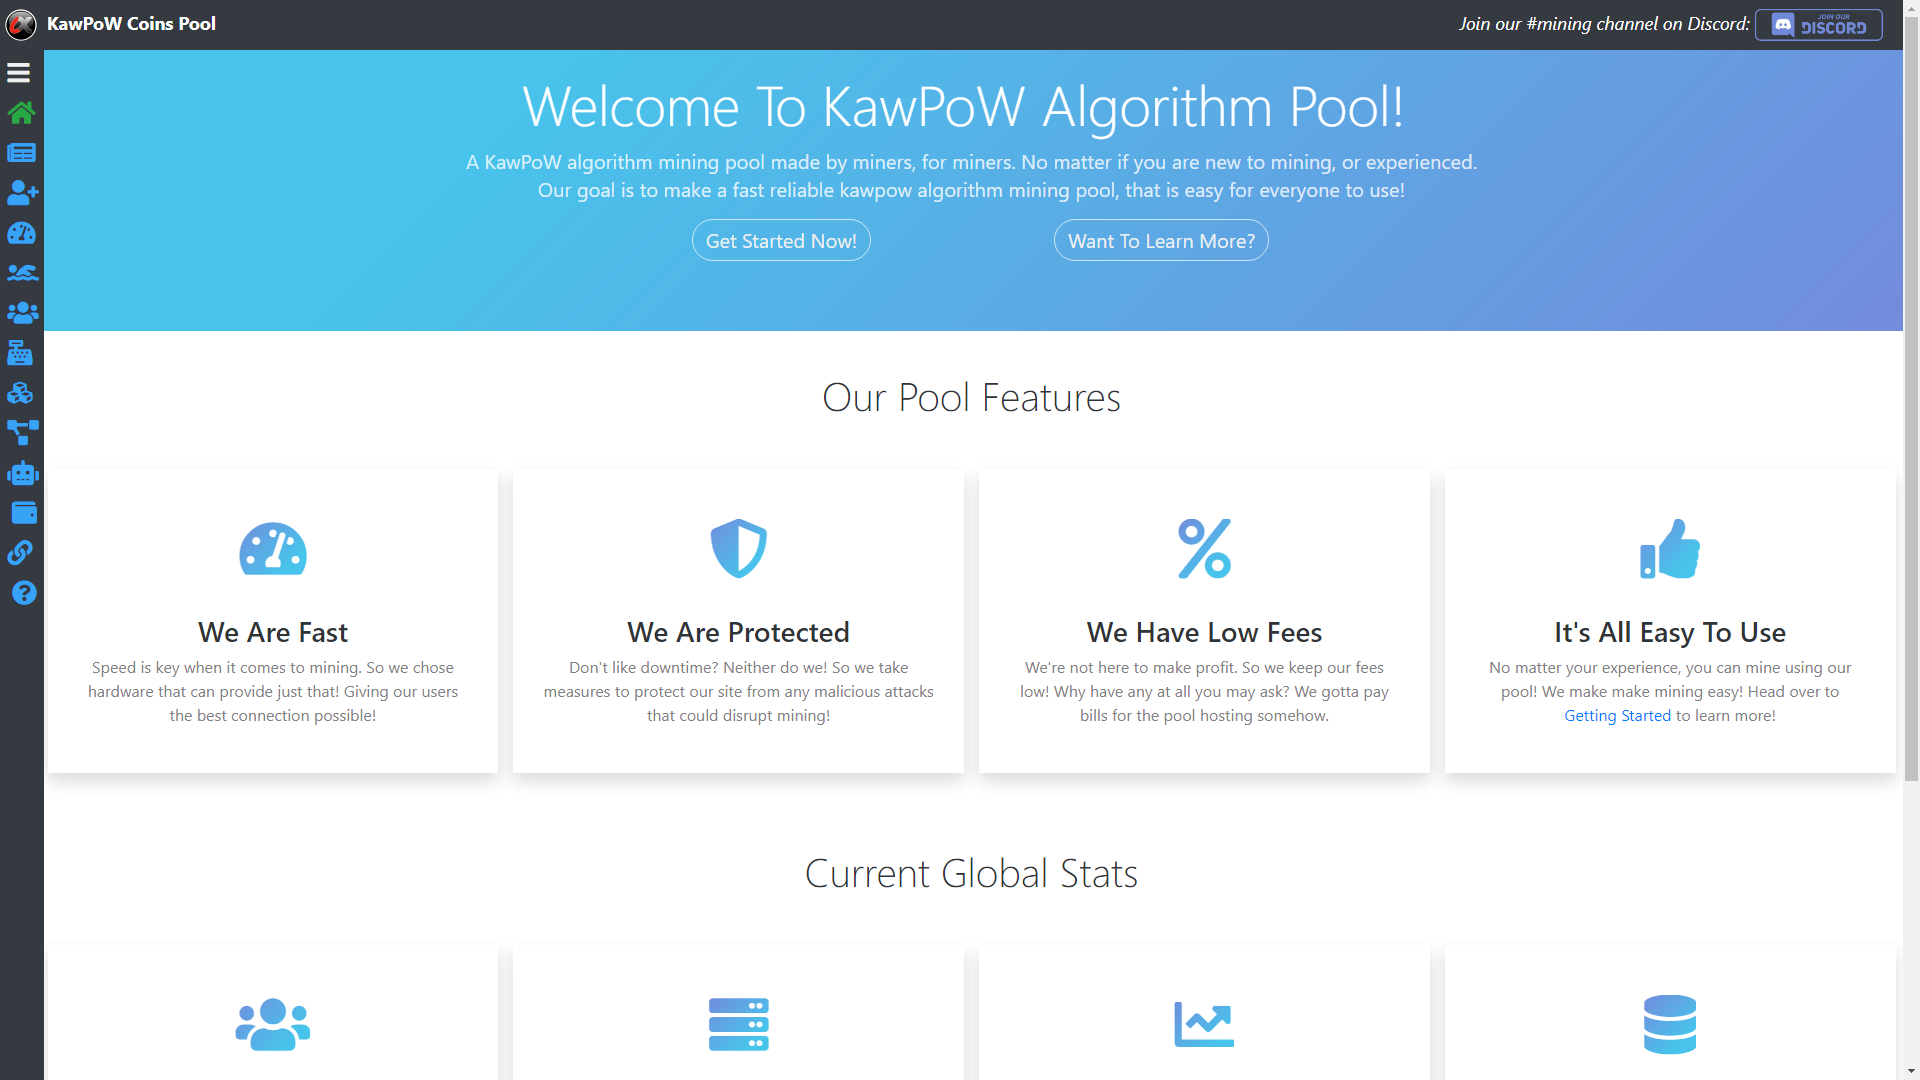 KawPoW Coins Pool
Join our #mining channel on Discord:
JOIN OUR
DISCORD
Welcome To KawPoW Algorithm Pool!
A KawPoW algorithm mining pool made by miners, for miners. No matter if you are new to mining, or experienced.
Our goal is to make a fast reliable kawpow algorithm mining pool, that is easy for everyone to use!
Get Started Now!
Want To Learn More?
Our Pool Features
We Are Fast
Speed is key when it comes to mining. So we chose
hardware that can provide just that! Giving our users
the best connection possible!
We Are Protected
Don't like downtime? Neither do we! So we take
measures to protect our site from any malicious attacks
that could disrupt mining!
We Have Low Fees
We're not here to make profit. So we keep our fees
low! Why have any at all you may ask? We gotta pay
bills for the pool hosting somehow.
It's All Easy To Use
No matter your experience, you can mine using our
pool! We make make mining easy! Head over to
Getting Started to learn more!
Current Global Stats